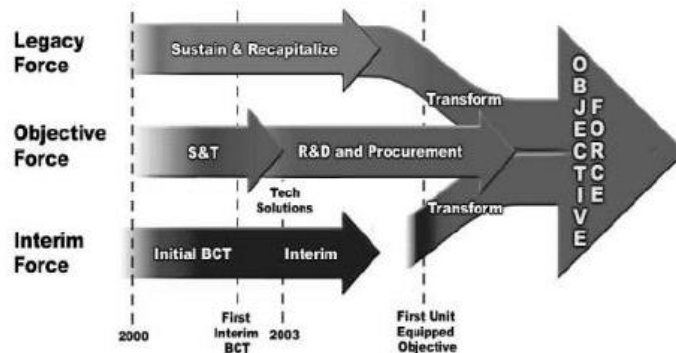 Legacy
Force
Sustain & Recapitalize
Transform
Objective
Force
S&T
R&D and Procurement
Tech
Solutions
Transform
Interim
Force
Initial BCT
Interim
OBJECTIVE
FORCE
2000
First
Interim
BCT
2003
First Unit
Equipped
Objective